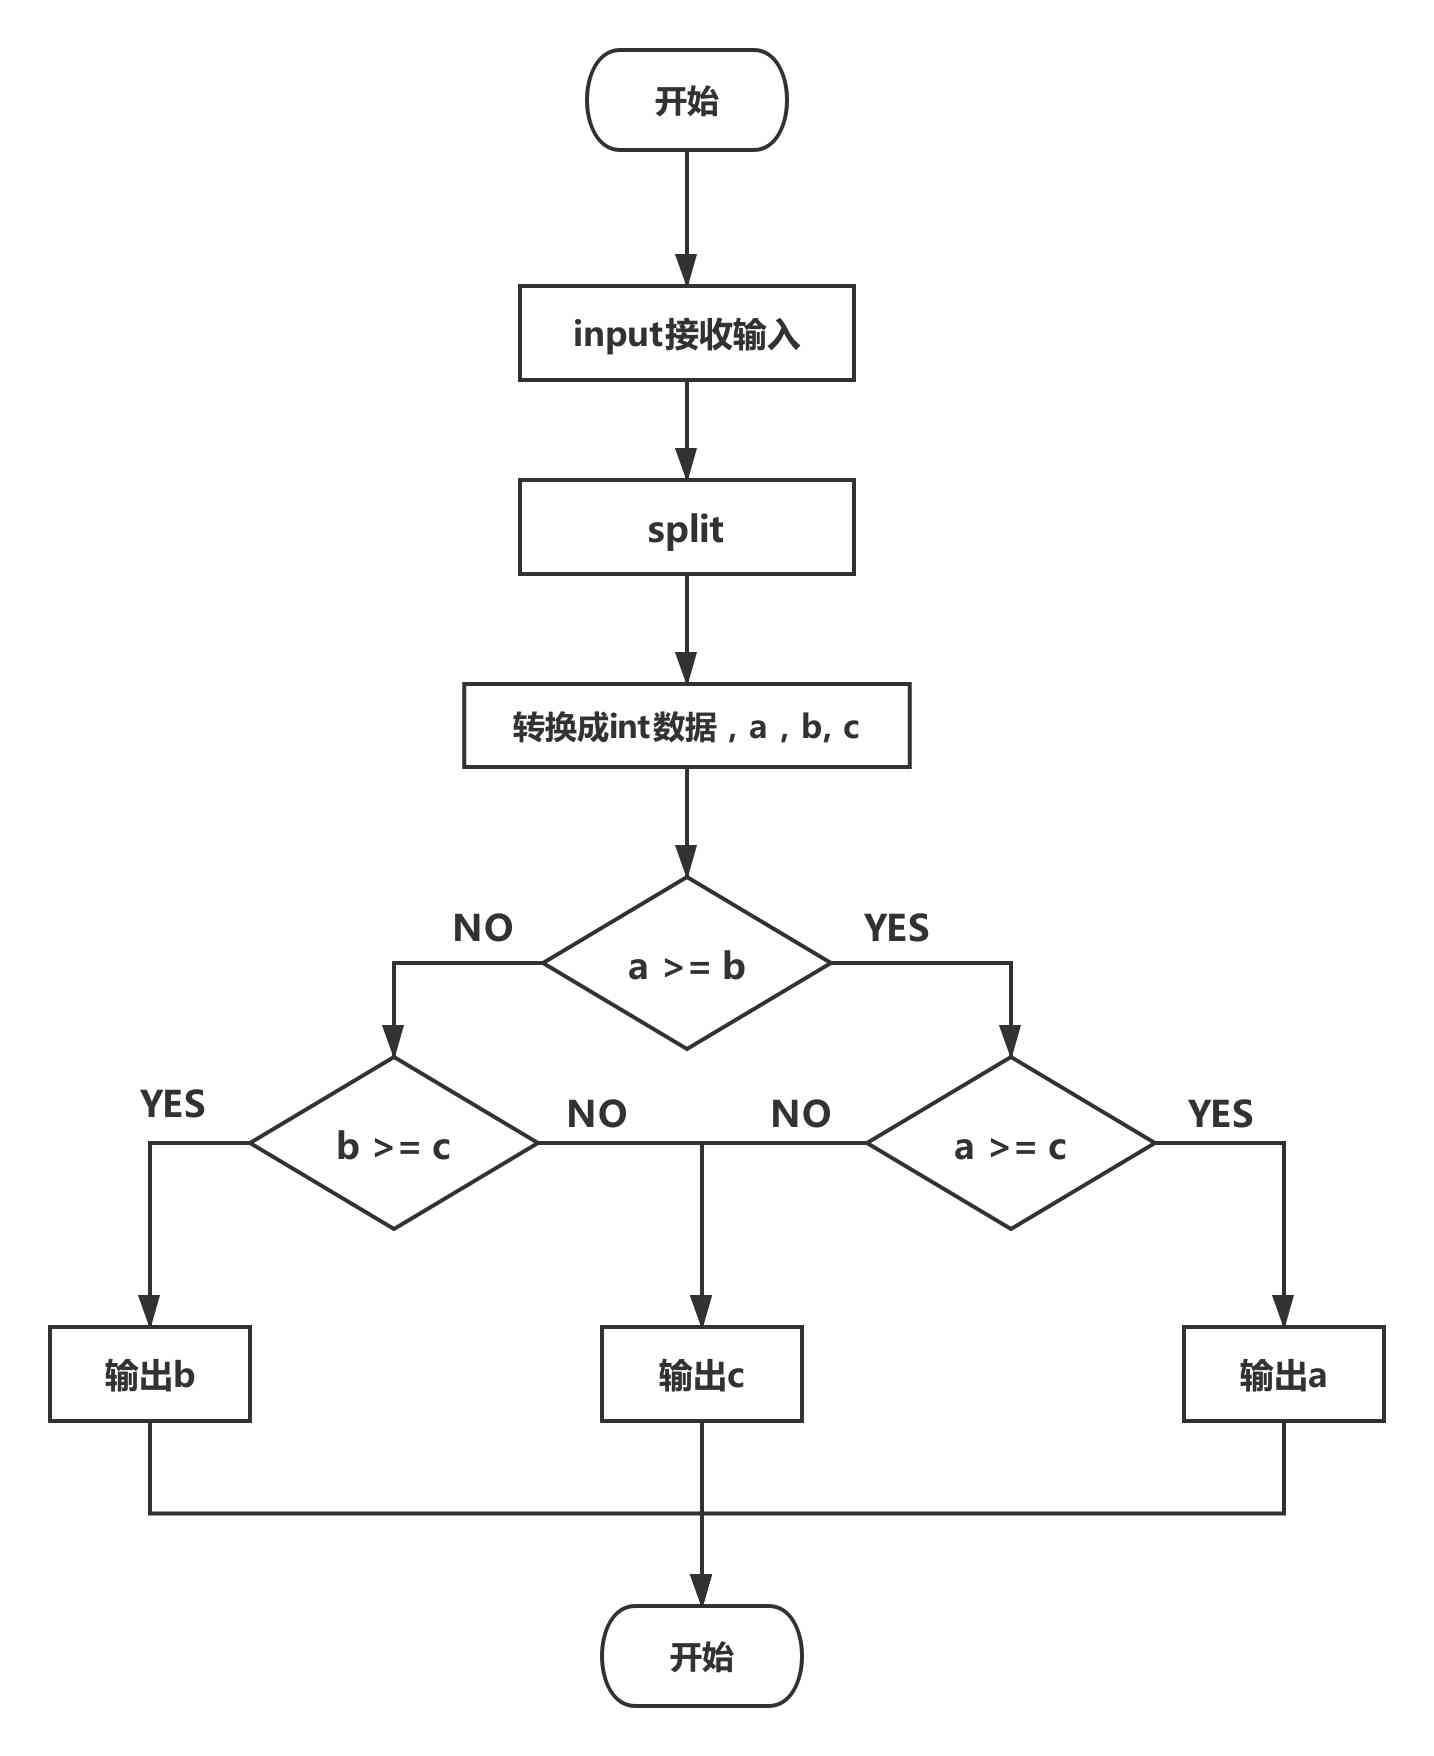 开始
input接收输入
split
转换成int数据，a，b, c
NO
YES
a >= b
YES
NO
NO
YES
b >= c
a >= c
输出b
输出c
输出a
开始